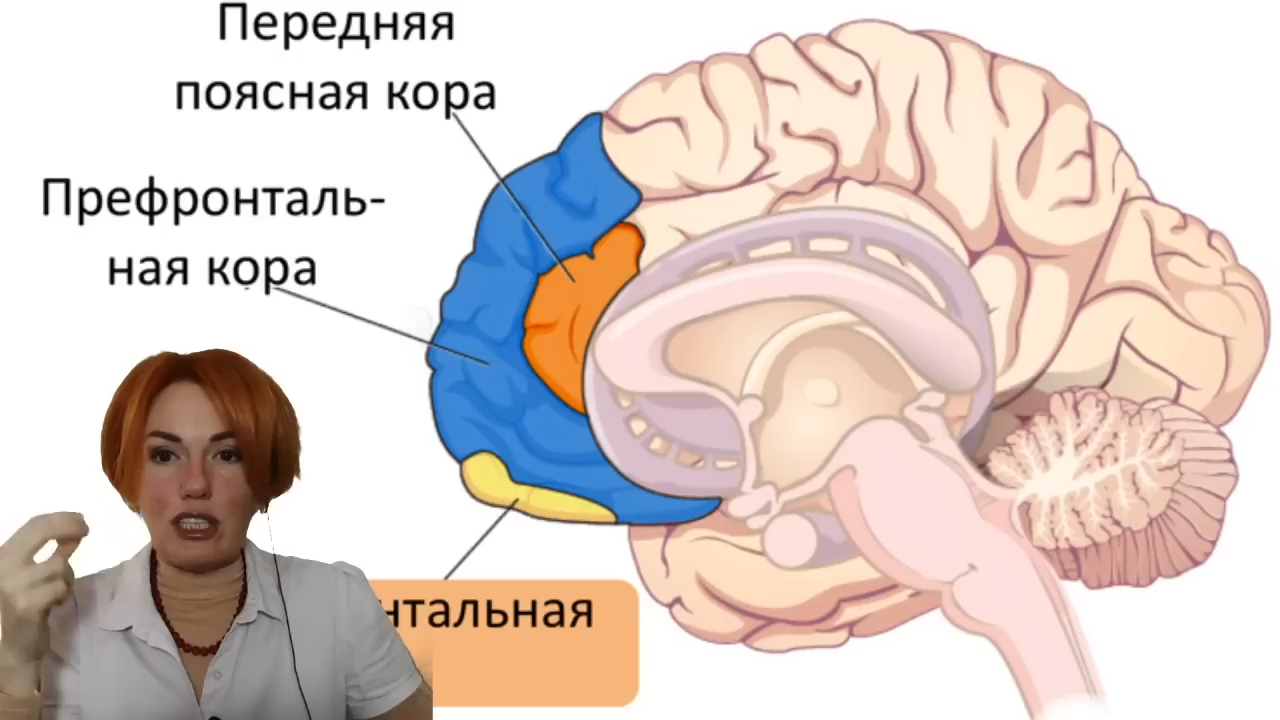 Передняя
поясная кора
Префронталь-
ная кора
нтальная